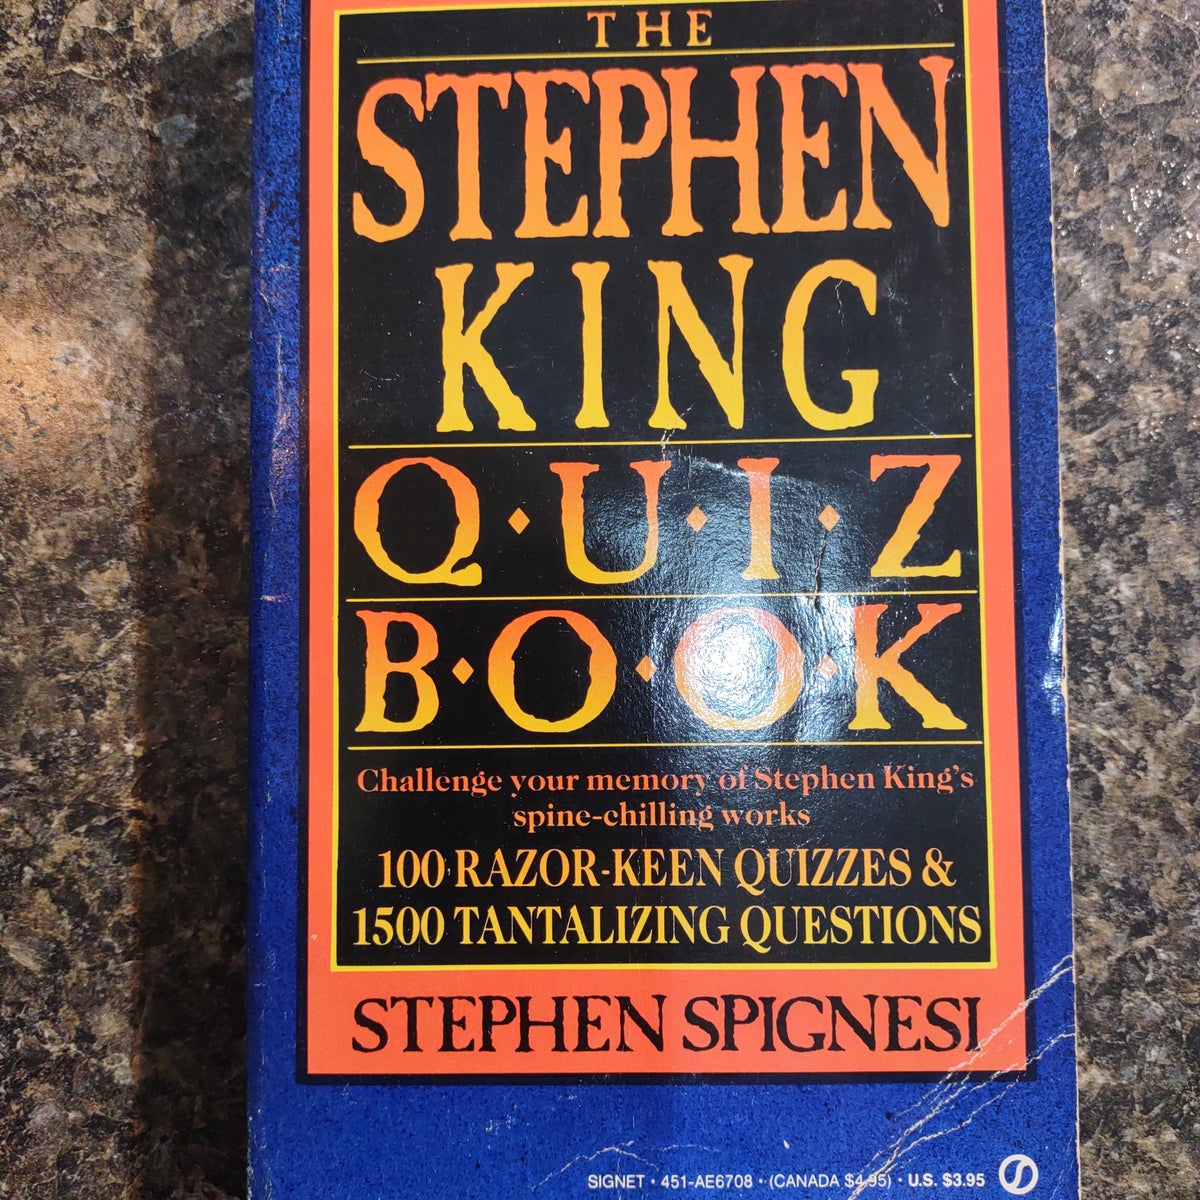 THE
STEPHEN
KING
Q·U·I·Z
B·O·O·K
Challenge your memory of Stephen King's
spine-chilling works
100 RAZOR-KEEN QUIZZES &
1500 TANTALIZING QUESTIONS
STEPHEN SPIGNESI
SIGNET · 451-AE6708 · (CANADA $4.95) · U.S. $3.95